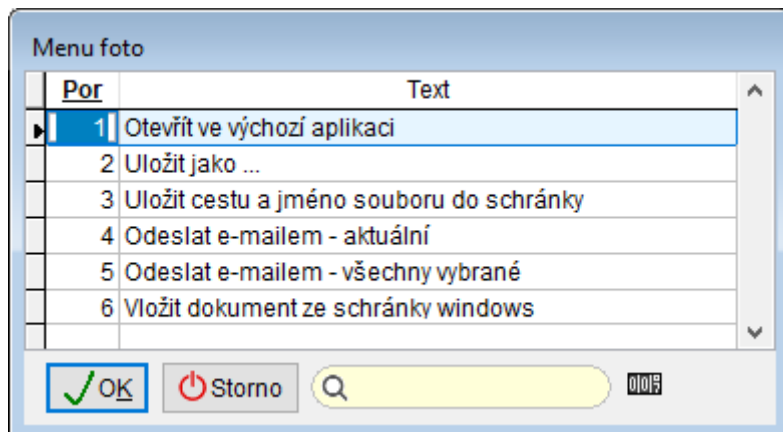 Menu foto
Por Text
1 Otevřít ve výchozí aplikaci
2 Uložit jako ...
3 Uložit cestu a jméno souboru do schránky
4 Odeslat e-mailem - aktuální
5 Odeslat e-mailem - všechny vybrané
6 Vložit dokument ze schránky windows
OK Storno